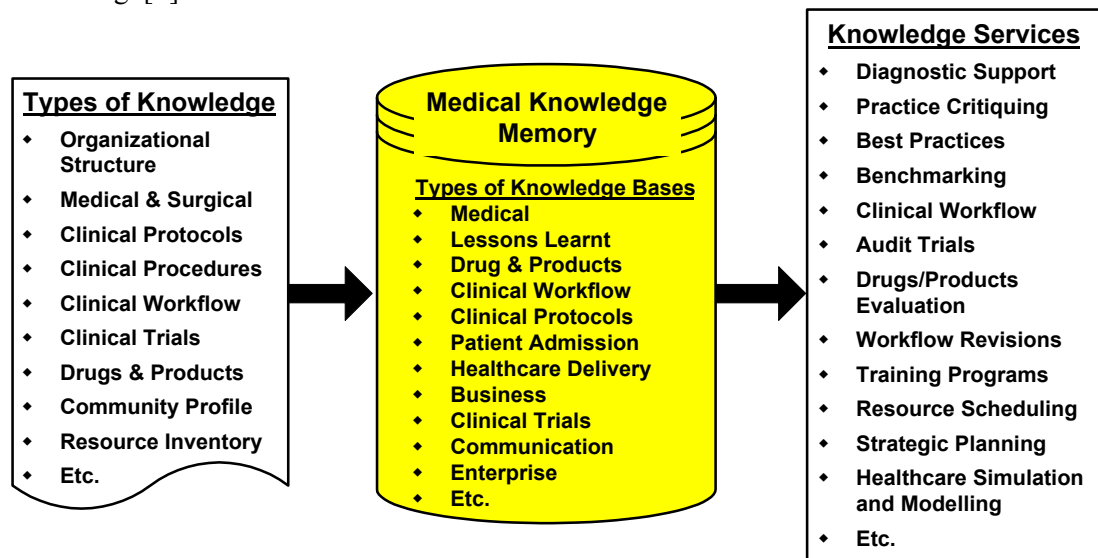 Types of Knowledge
Organizational
Structure
Medical & Surgical
Clinical Protocols
Clinical Procedures
Clinical Workflow
Clinical Trials
Drugs & Products
Community Profile
Resource Inventory
Etc.
Medical Knowledge
Memory
Types of Knowledge Bases
Medical
Lessons Learnt
Drug & Products
Clinical Workflow
Clinical Protocols
Patient Admission
Healthcare Delivery
Business
Clinical Trials
Communication
Enterprise
Etc.
Knowledge Services
Diagnostic Support
Practice Critiquing
Best Practices
Benchmarking
Clinical Workflow
Audit Trials
Drugs/Products
Evaluation
Workflow Revisions
Training Programs
Resource Scheduling
Strategic Planning
Healthcare Simulation
and Modelling
Etc.